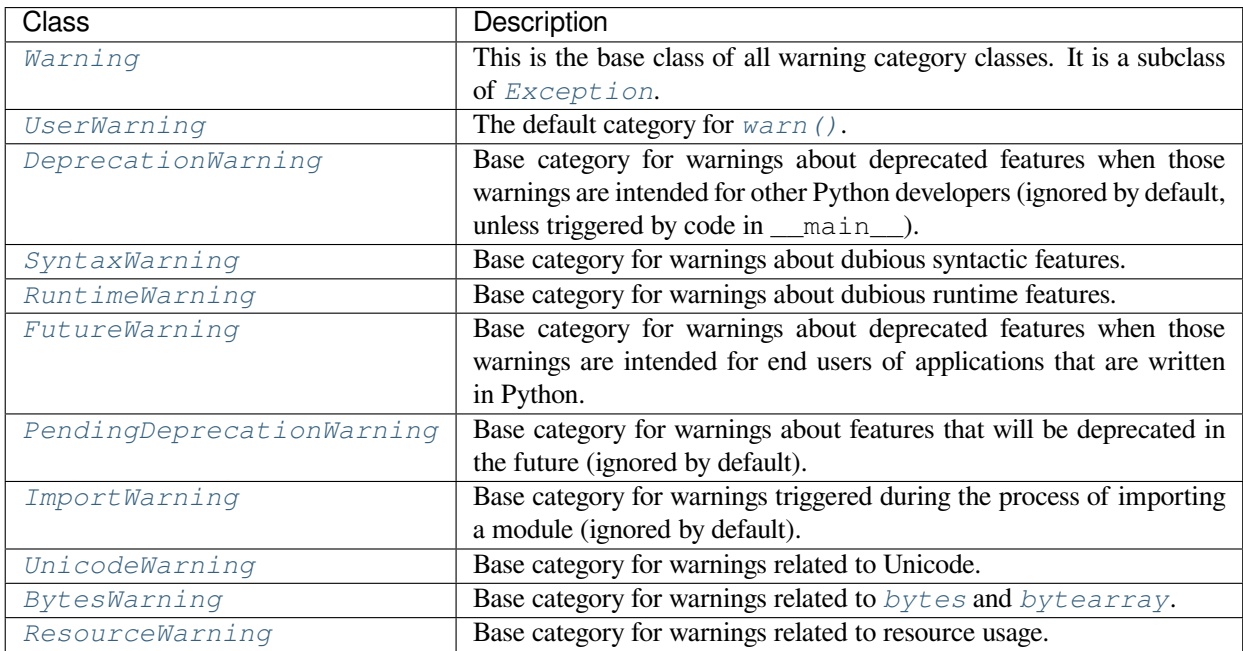 Class Description
Warning This is the base class of all warning category classes. It is a subclass
of Exception.
UserWarning The default category for warn().
DeprecationWarning Base category for warnings about deprecated features when those
warnings are intended for other Python developers (ignored by default,
unless triggered by code in __main__).
SyntaxWarning Base category for warnings about dubious syntactic features.
RuntimeWarning Base category for warnings about dubious runtime features.
FutureWarning Base category for warnings about deprecated features when those
warnings are intended for end users of applications that are written
in Python.
PendingDeprecationWarning Base category for warnings about features that will be deprecated in
the future (ignored by default).
ImportWarning Base category for warnings triggered during the process of importing
a module (ignored by default).
UnicodeWarning Base category for warnings related to Unicode.
BytesWarning Base category for warnings related to bytes and bytearray.
ResourceWarning Base category for warnings related to resource usage.